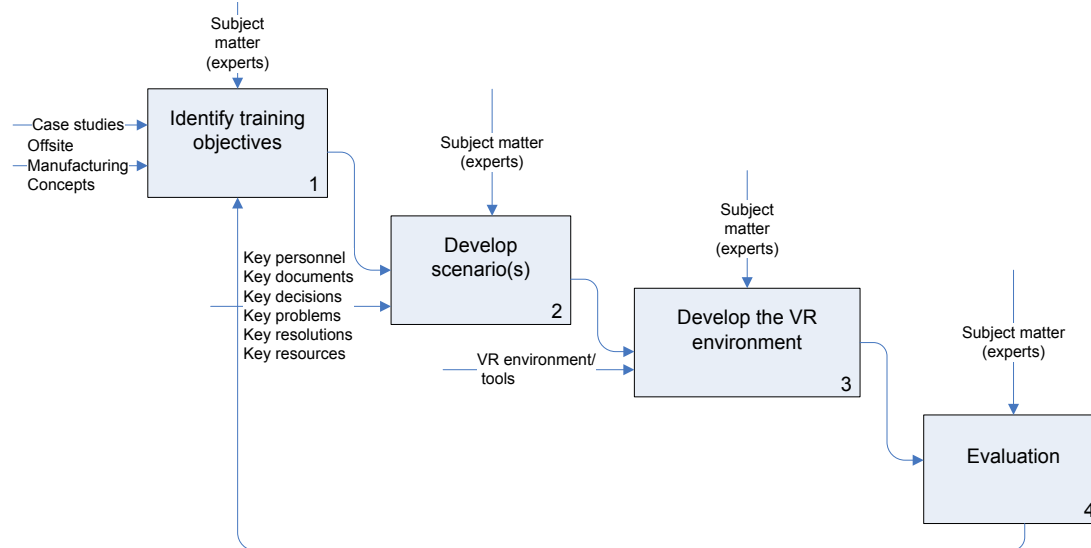 Subject
matter
(experts)
Identify training
objectives
1
Case studies
Offsite
Manufacturing
Concepts
Subject matter
(experts)
Develop
scenario(s)
2
Key personnel
Key documents
Key decisions
Key problems
Key resolutions
Key resources
Subject
matter
(experts)
Develop the VR
environment
3
VR environment/
tools
Subject matter
(experts)
Evaluation
4